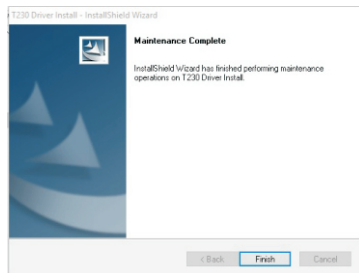 T230 Driver Install - InstallShield Wizard
Maintenance Complete
InstallShield Wizard has finished performing maintenance
operations on T230 Driver Install.
< Back Finish Cancel